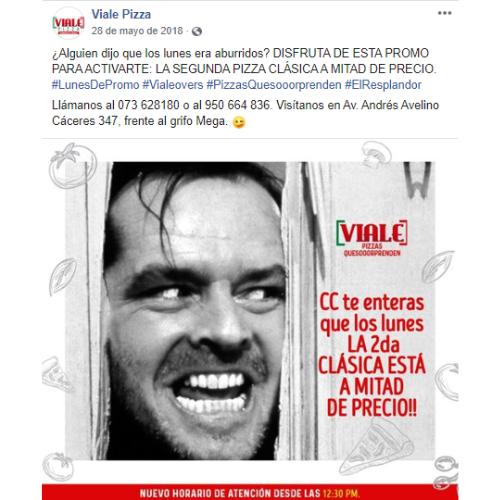 VIALE
Viale Pizza
28 de mayo de 2018 ·
¿Alguien dijo que los lunes era aburridos? DISFRUTA DE ESTA PROMO
PARA ACTIVARTE: LA SEGUNDA PIZZA CLÁSICA A MITAD DE PRECIO.
#LunesDePromo #Vialeovers #PizzasQuesooorprenden #ElResplandor
Llámanos al 073 628180 o al 950 664 836. Visítanos en Av. Andrés Avelino
Cáceres 347, frente al grifo Mega. 😉
VIALE
PIZZAS
QUESOOORPRENDEN
CC te enteras
que los lunes
LA 2da
CLÁSICA ESTÁ
A MITAD
DE PRECIO!!
NUEVO HORARIO DE ATENCIÓN DESDE LAS 12:30 PM.